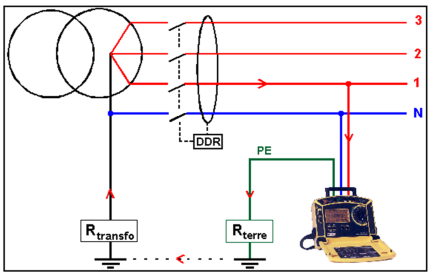 3
2
1
N
DDR
PE
Rtransfo
Rterre